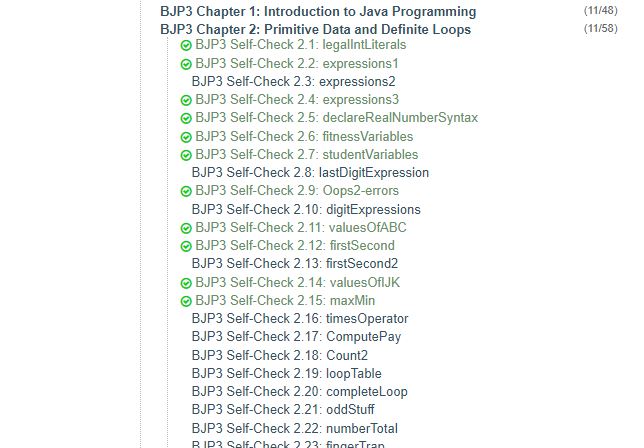 BJP3 Chapter 1: Introduction to Java Programming (11/48)
BJP3 Chapter 2: Primitive Data and Definite Loops (11/58)
BJP3 Self-Check 2.1: legalIntLiterals
BJP3 Self-Check 2.2: expressions1
BJP3 Self-Check 2.3: expressions2
BJP3 Self-Check 2.4: expressions3
BJP3 Self-Check 2.5: declareRealNumberSyntax
BJP3 Self-Check 2.6: fitnessVariables
BJP3 Self-Check 2.7: studentVariables
BJP3 Self-Check 2.8: lastDigitExpression
BJP3 Self-Check 2.9: Oops2-errors
BJP3 Self-Check 2.10: digitExpressions
BJP3 Self-Check 2.11: valuesOfABC
BJP3 Self-Check 2.12: firstSecond
BJP3 Self-Check 2.13: firstSecond2
BJP3 Self-Check 2.14: valuesOfIJK
BJP3 Self-Check 2.15: maxMin
BJP3 Self-Check 2.16: timesOperator
BJP3 Self-Check 2.17: ComputePay
BJP3 Self-Check 2.18: Count2
BJP3 Self-Check 2.19: loopTable
BJP3 Self-Check 2.20: completeLoop
BJP3 Self-Check 2.21: oddStuff
BJP3 Self-Check 2.22: numberTotal
BJP3 Self-Check 2.23: fingerTrap